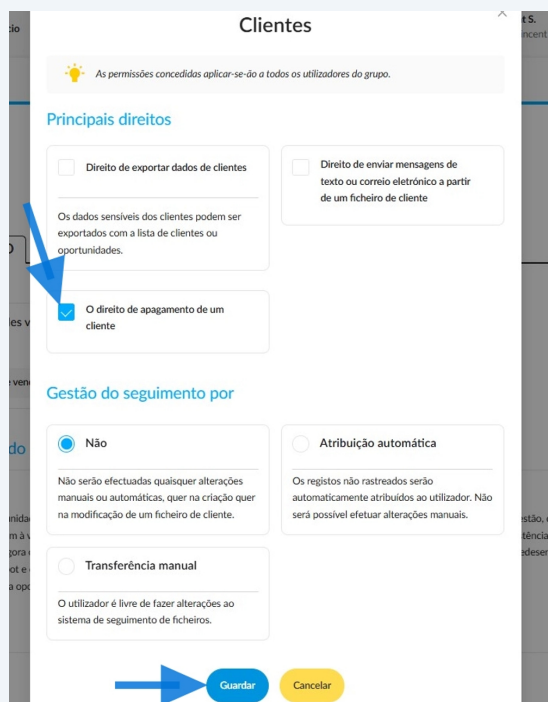 Clientes
As permissões concedidas aplicar-se-ão a todos os utilizadores do grupo.
Principais direitos
Direito de exportar dados de clientes
Os dados sensíveis dos clientes podem ser
exportados com a lista de clientes ou
oportunidades.
Direito de enviar mensagens de
texto ou correio eletrónico a partir
de um ficheiro de cliente
O direito de apagamento de um
cliente
Gestão do seguimento por
Não
Não serão efectuadas quaisquer alterações
manuais ou automáticas, quer na criação quer
na modificação de um ficheiro de cliente.
Atribuição automática
Os registos não rastreados serão
automaticamente atribuídos ao utilizador. Não
será possível efetuar alterações manuais.
Transferência manual
O utilizador é livre de fazer alterações ao
sistema de seguimento de ficheiros.
Guardar
Cancelar